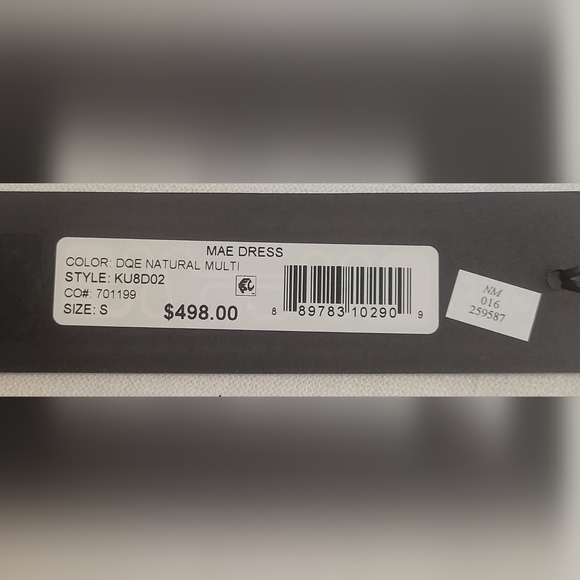 MAE DRESS
COLOR: DQE NATURAL MULTI
STYLE: KU8D02
CO#: 701199
SIZE: S
$498.00
8 89783 10290 9
NM
016
259587